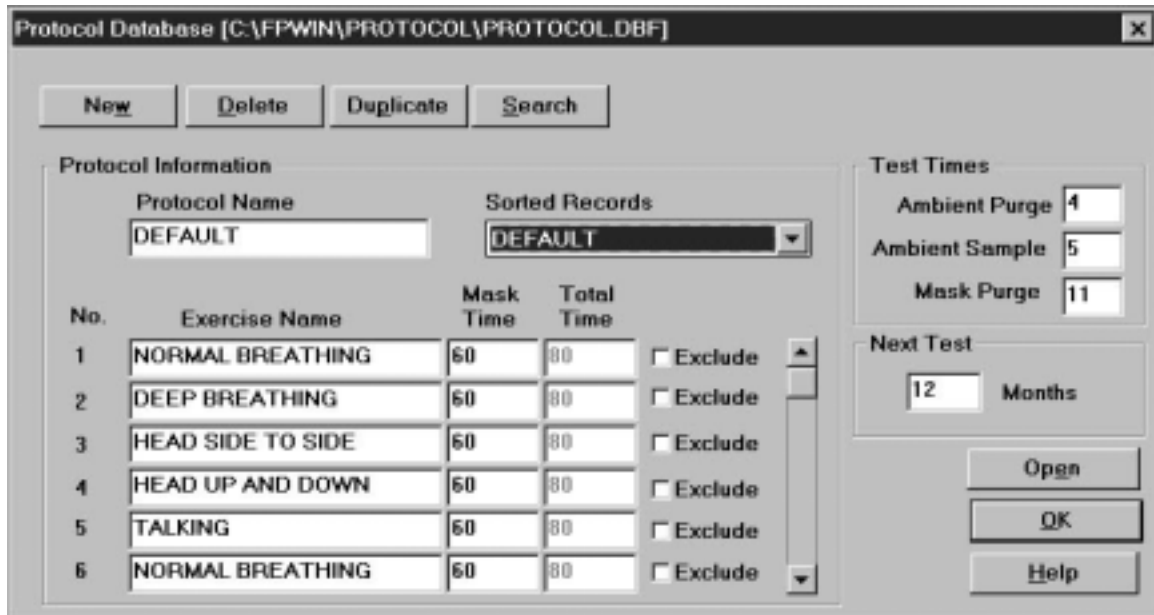 Protocol Database [C:\FPWIN\PROTOCOL\PROTOCOL.DBF]
New Delete Duplicate Search
Protocol Information
Protocol Name Sorted Records
DEFAULT DEFAULT
No. Exercise Name Mask Time Total Time
1 NORMAL BREATHING 60 80 Exclude
2 DEEP BREATHING 60 80 Exclude
3 HEAD SIDE TO SIDE 60 80 Exclude
4 HEAD UP AND DOWN 60 80 Exclude
5 TALKING 60 80 Exclude
6 NORMAL BREATHING 60 80 Exclude
Test Times
Ambient Purge 4
Ambient Sample 5
Mask Purge 11
Next Test
12 Months
Open
OK
Help